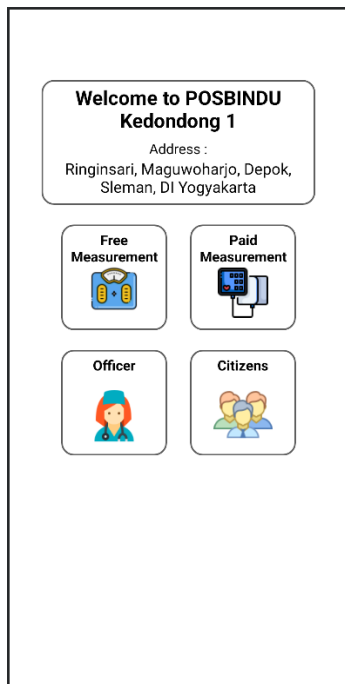 Welcome to POSBINDU
Kedondong 1
Address :
Ringinsari, Maguwoharjo, Depok,
Sleman, DI Yogyakarta
Free
Measurement
Paid
Measurement
Officer
Citizens